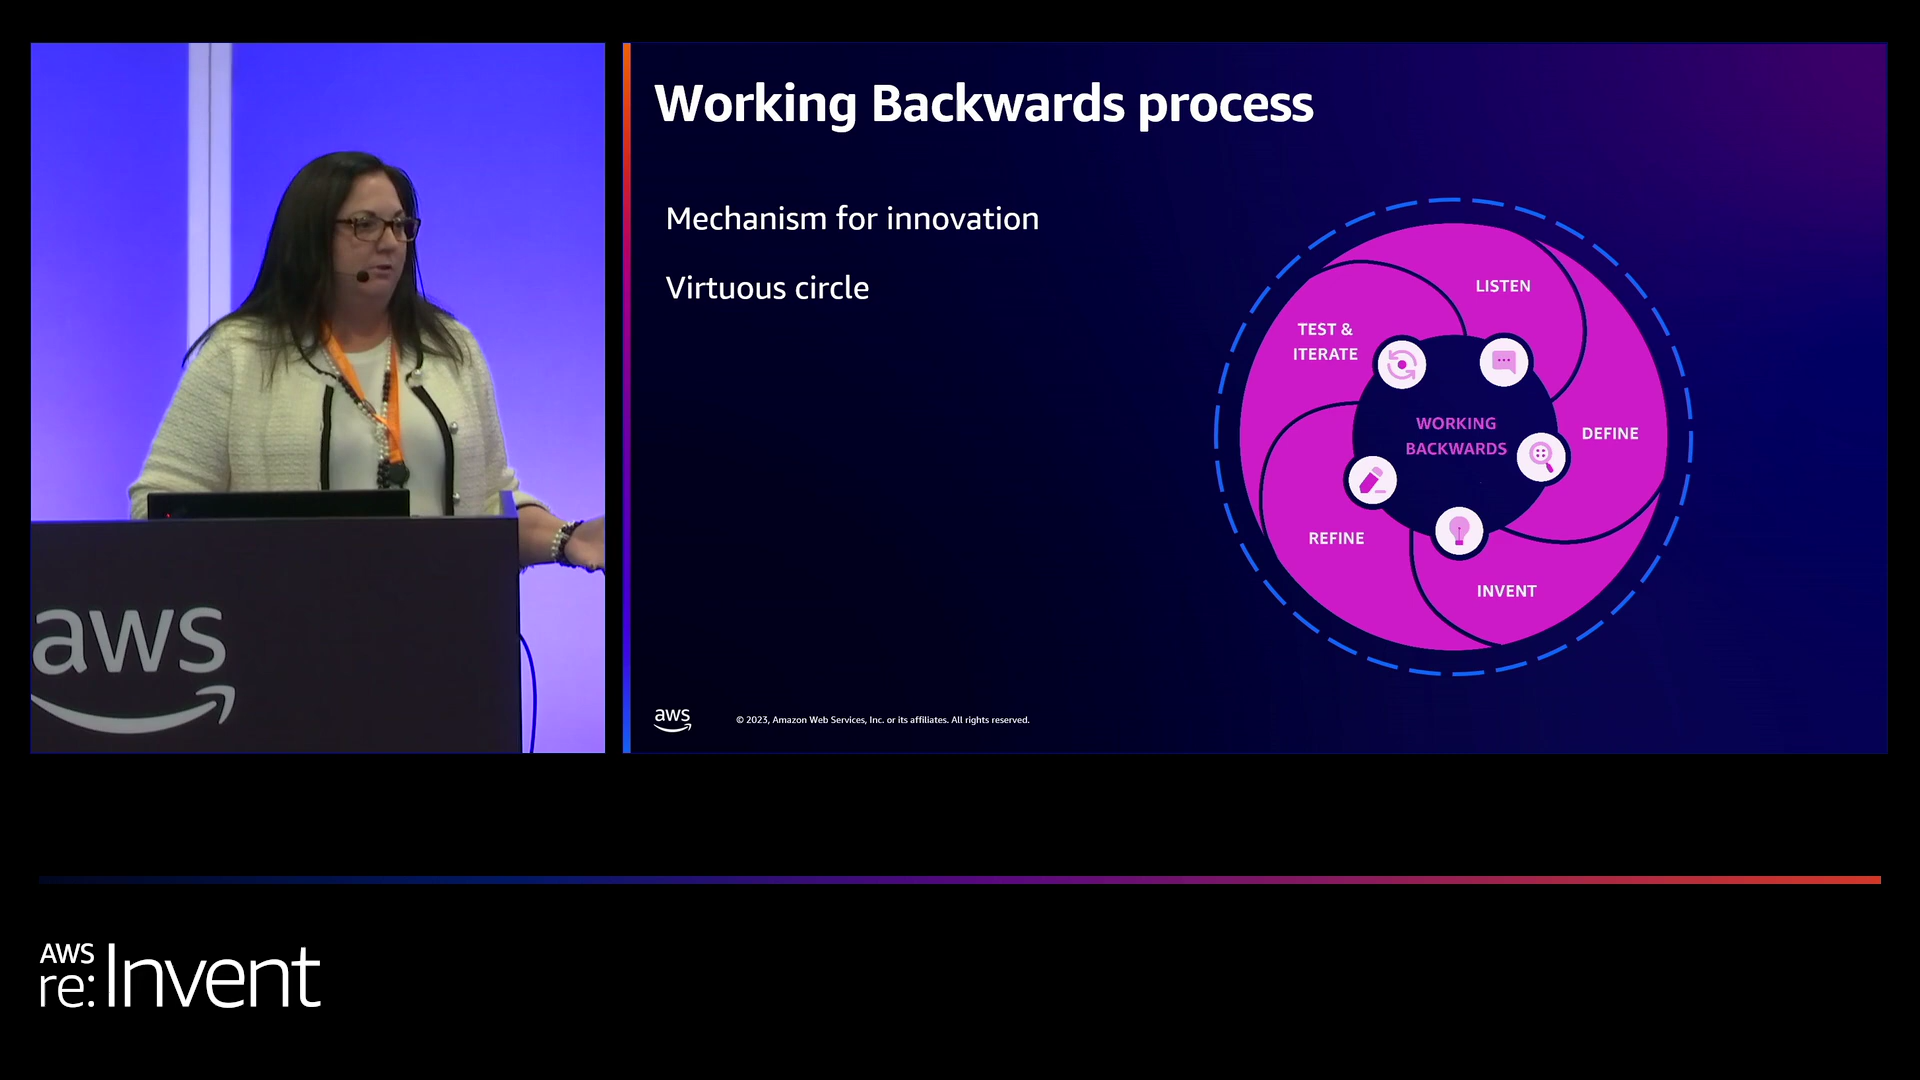 Working Backwards process
Mechanism for innovation
Virtuous circle
LISTEN
TEST &
ITERATE
WORKING
BACKWARDS
DEFINE
REFINE
INVENT
aws
© 2023, Amazon Web Services, Inc. or its affiliates. All rights reserved.
aws
AWS
re:Invent